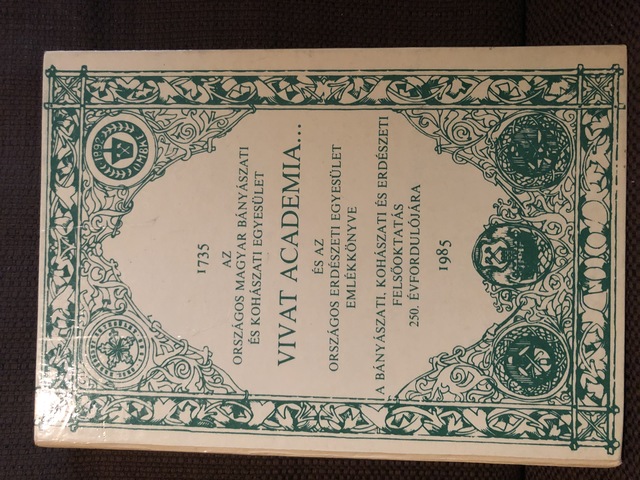 1735
AZ
ORSZÁGOS MAGYAR BÁNYÁSZATI
ÉS KOHÁSZATI EGYESÜLET
VIVAT ACADEMIA...
ÉS AZ
ORSZÁGOS ERDÉSZETI EGYESÜLET
EMLÉKKÖNYVE
A BÁNYÁSZATI, KOHÁSZATI ÉS ERDÉSZETI
FELSŐOKTATÁS
250. ÉVFORDULÓJÁRA
1985